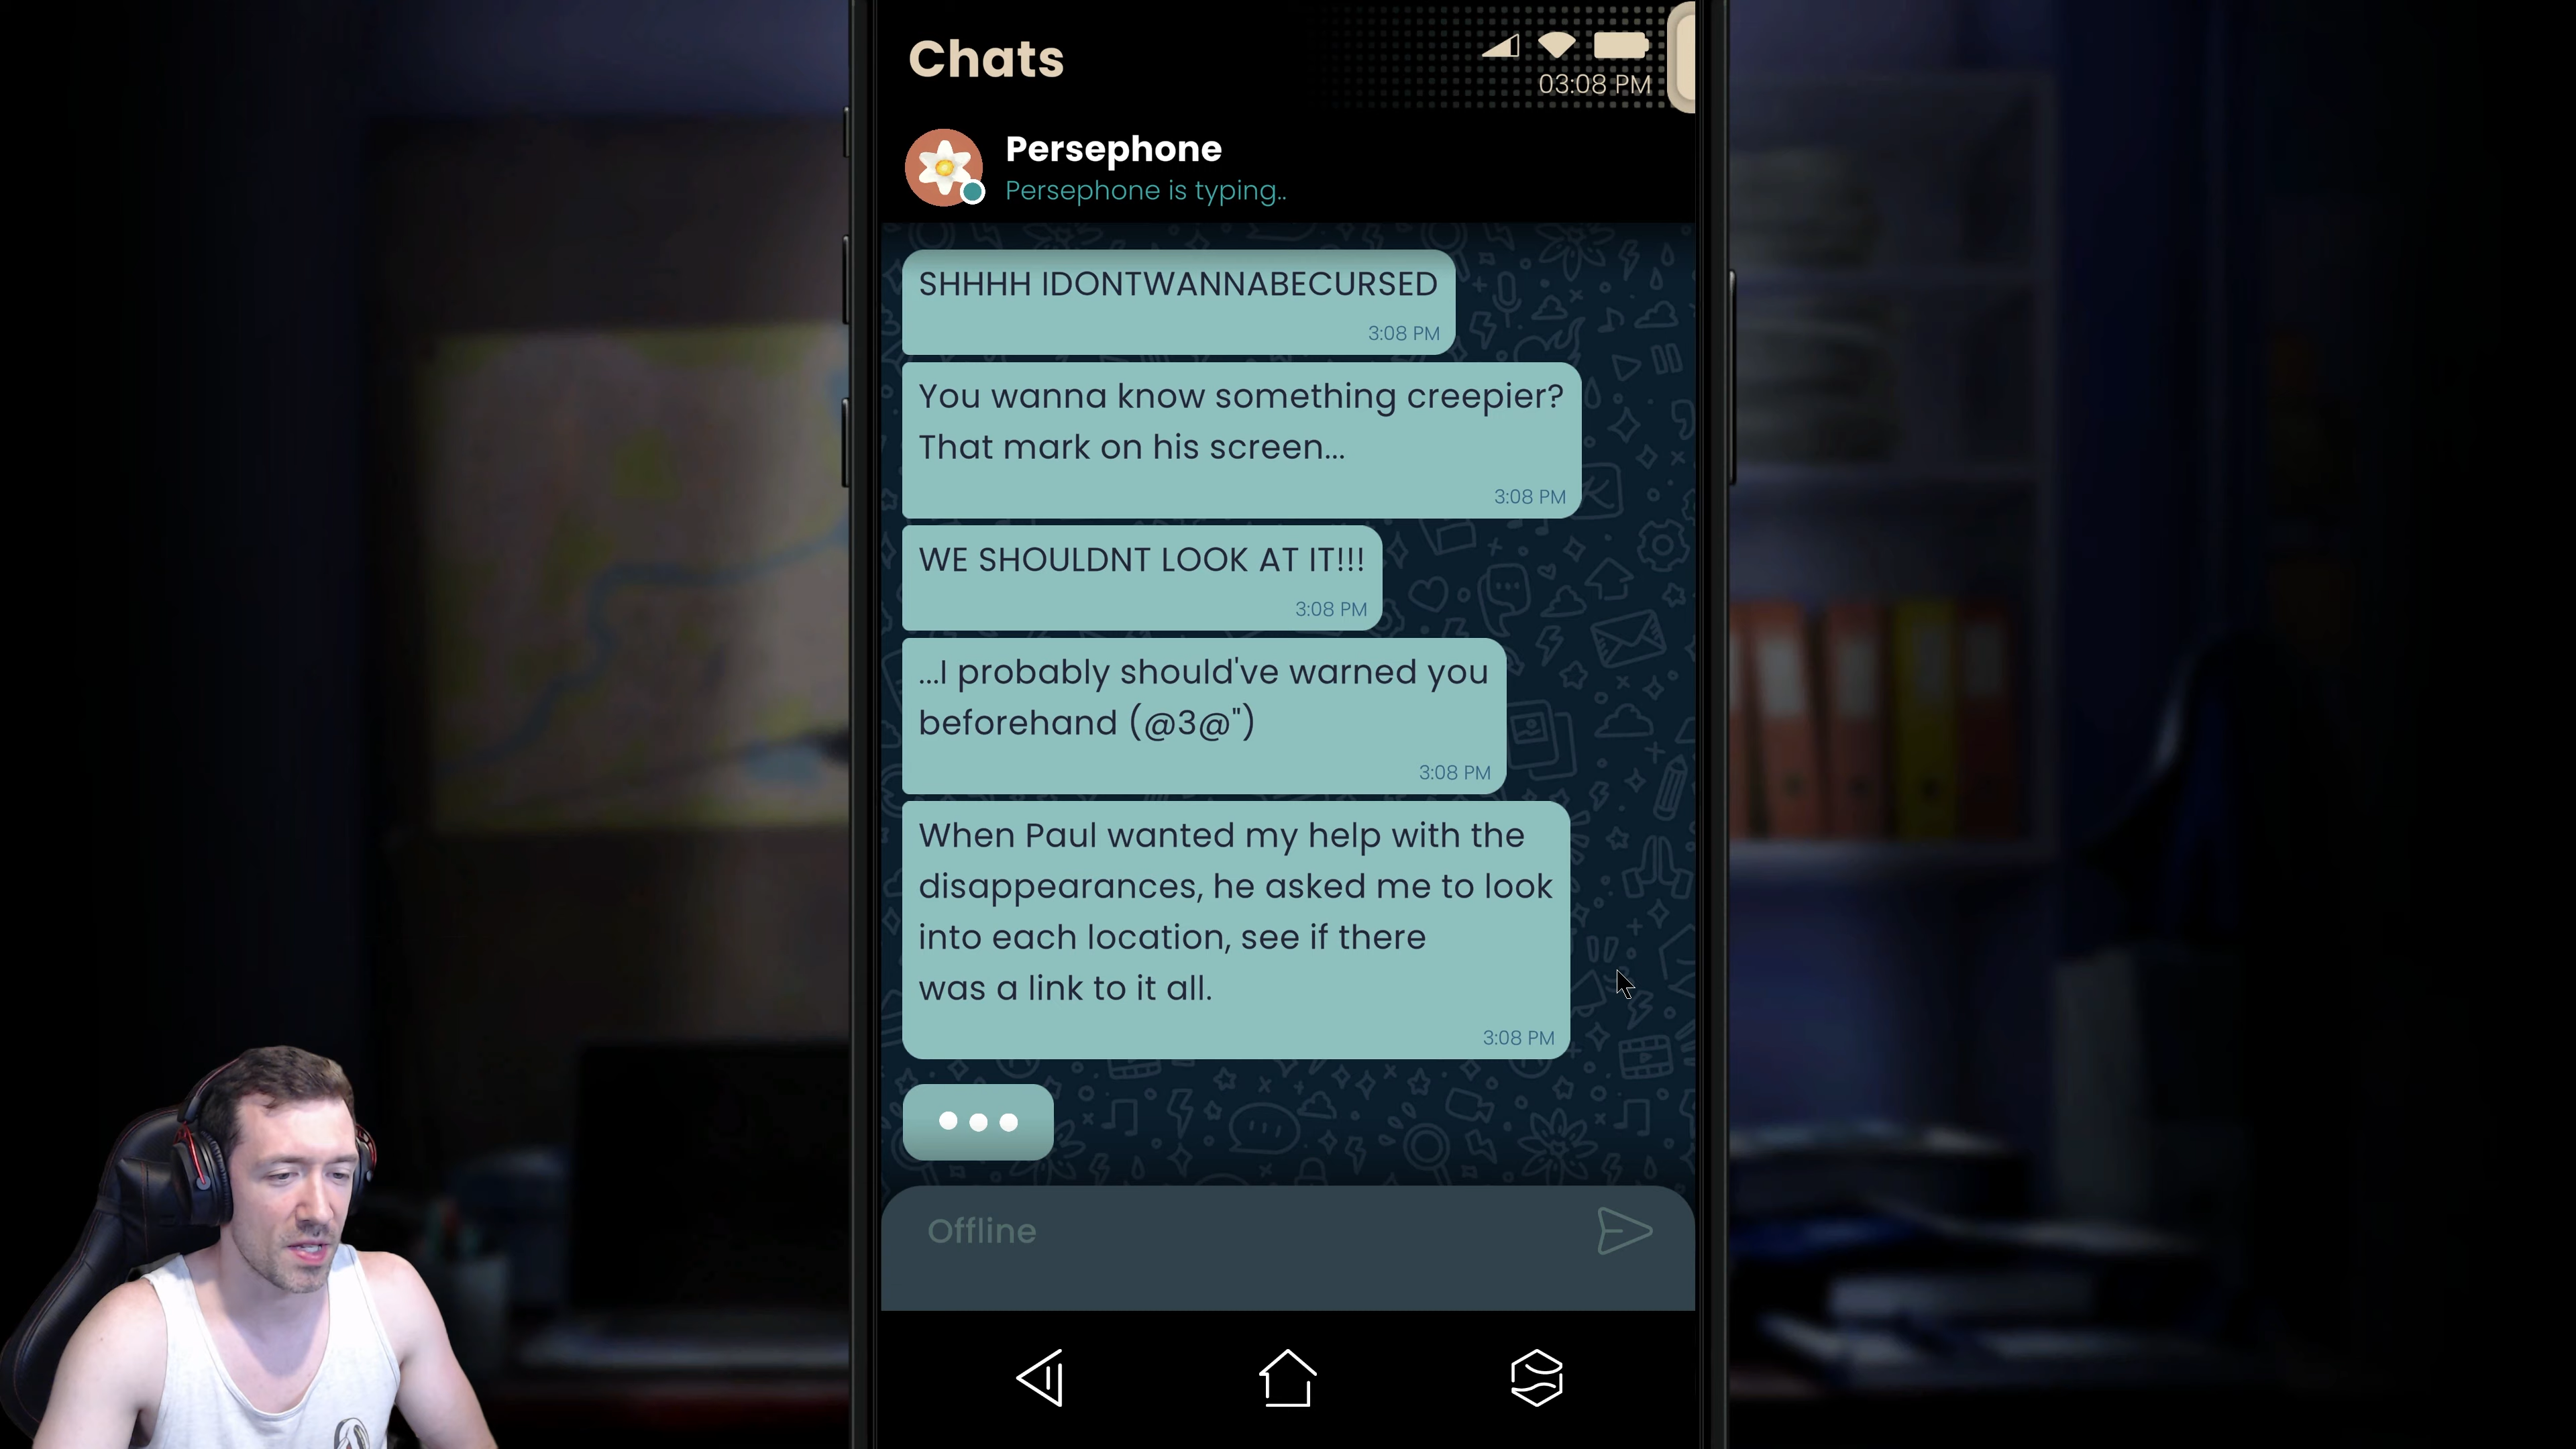 Chats
03:08 PM
Persephone
Persephone is typing..
SHHHH IDONTWANNABECURSED
3:08 PM
You wanna know something creepier?
That mark on his screen...
3:08 PM
WE SHOULDNT LOOK AT IT!!!
3:08 PM
...I probably should've warned you
beforehand (@3@")
3:08 PM
When Paul wanted my help with the
disappearances, he asked me to look
into each location, see if there
was a link to it all.
3:08 PM
Offline